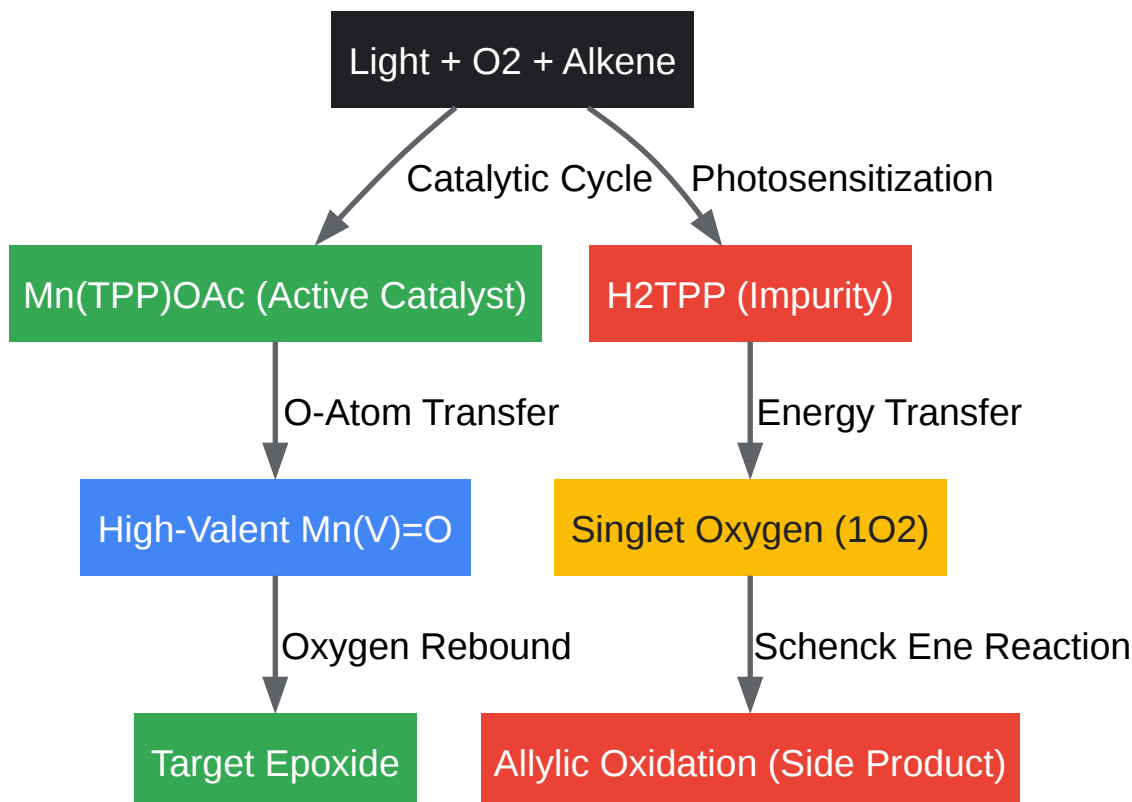 Light + O2 + Alkene
Catalytic Cycle
Photosensitization
Mn(TPP)OAc (Active Catalyst)
H2TPP (Impurity)
O-Atom Transfer
Energy Transfer
High-Valent Mn(V)=O
Singlet Oxygen (1O2)
Oxygen Rebound
Schenck Ene Reaction
Target Epoxide
Allylic Oxidation (Side Product)